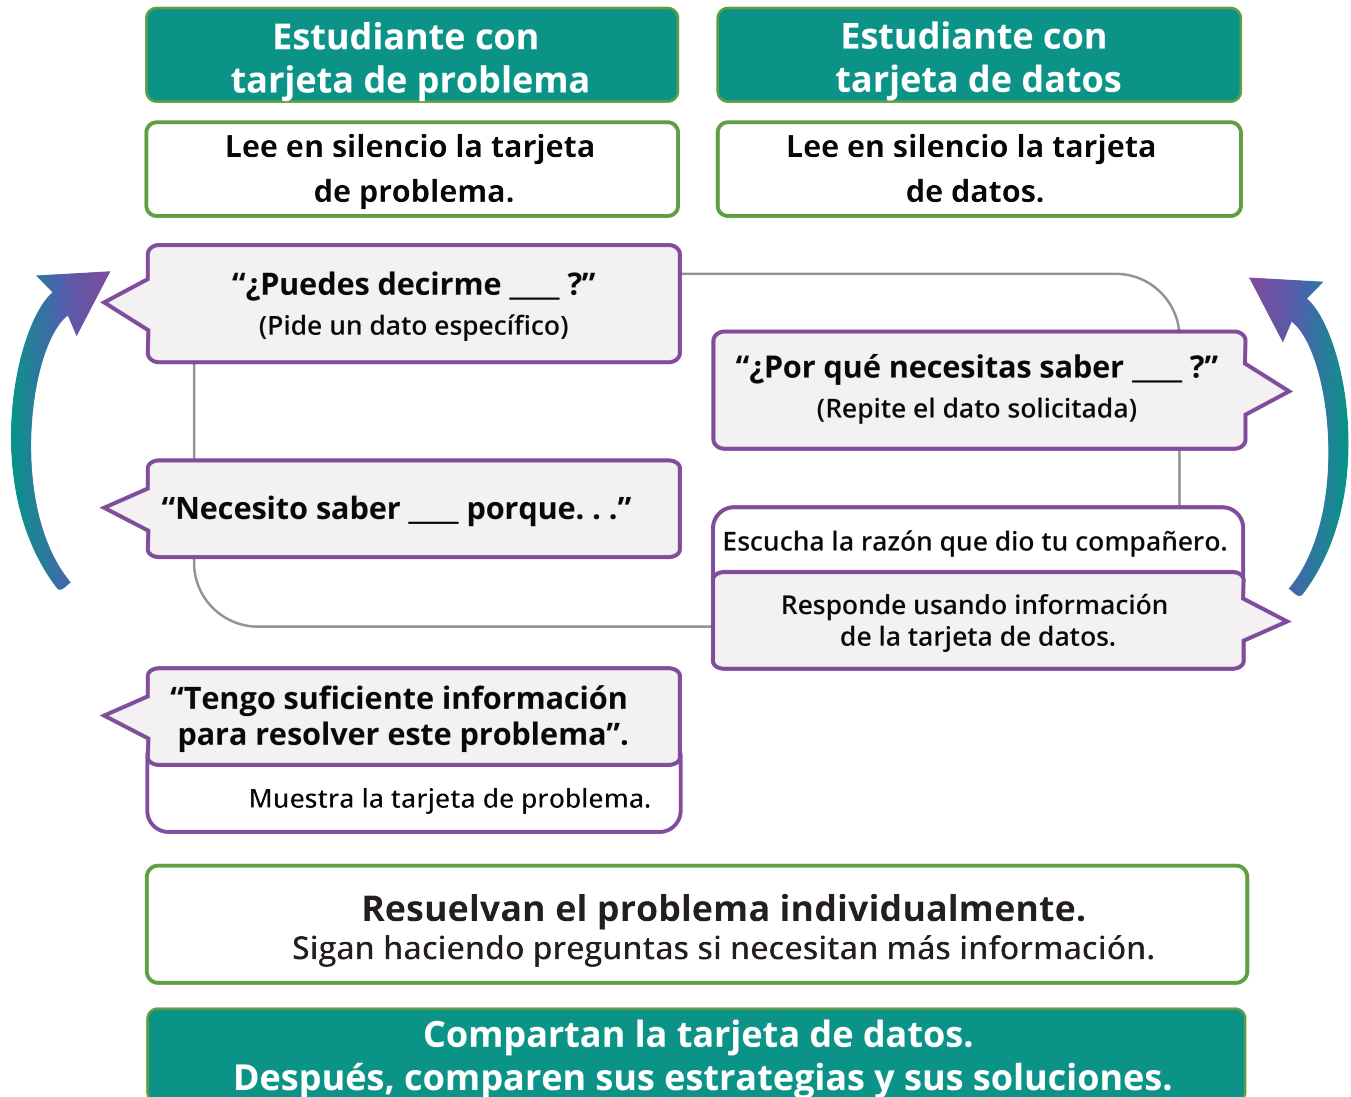 Estudiante con
tarjeta de problema
Estudiante con
tarjeta de datos
Lee en silencio la tarjeta
de problema.
Lee en silencio la tarjeta
de datos.
“¿Puedes decirme ____ ?”
(Pide un dato específico)
“¿Por qué necesitas saber ____ ?”
(Repite el dato solicitada)
“Necesito saber ____ porque. . .”
Escucha la razón que dio tu compañero.
Responde usando información
de la tarjeta de datos.
“Tengo suficiente información
para resolver este problema”.
Muestra la tarjeta de problema.
Resuelvan el problema individualmente.
Sigan haciendo preguntas si necesitan más información.
Compartan la tarjeta de datos.
Después, comparen sus estrategias y sus soluciones.